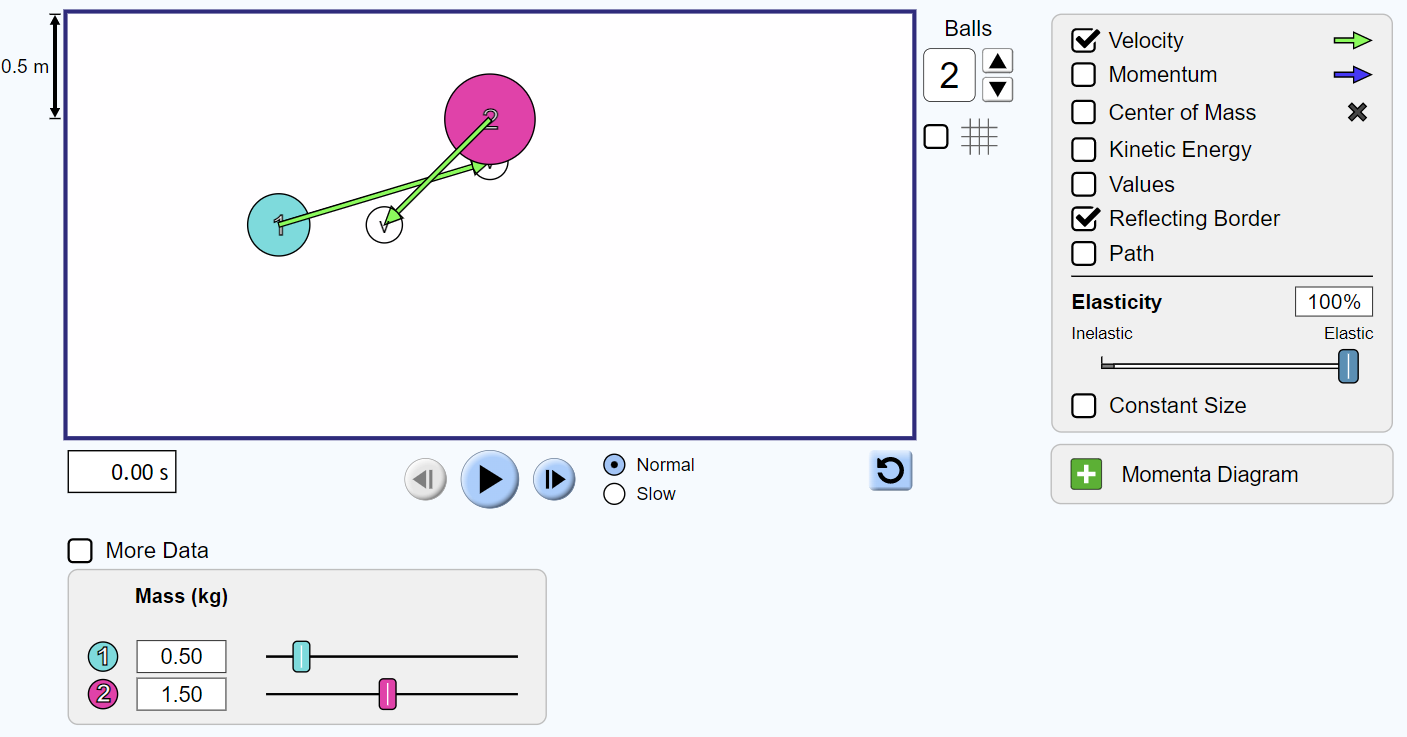 0.5 m
1
2
v
v
Balls
2
Velocity
Momentum
Center of Mass
Kinetic Energy
Values
Reflecting Border
Path
Elasticity 100%
Inelastic Elastic
Constant Size
Momenta Diagram
0.00 s
Normal
Slow
More Data
Mass (kg)
1 0.50
2 1.50